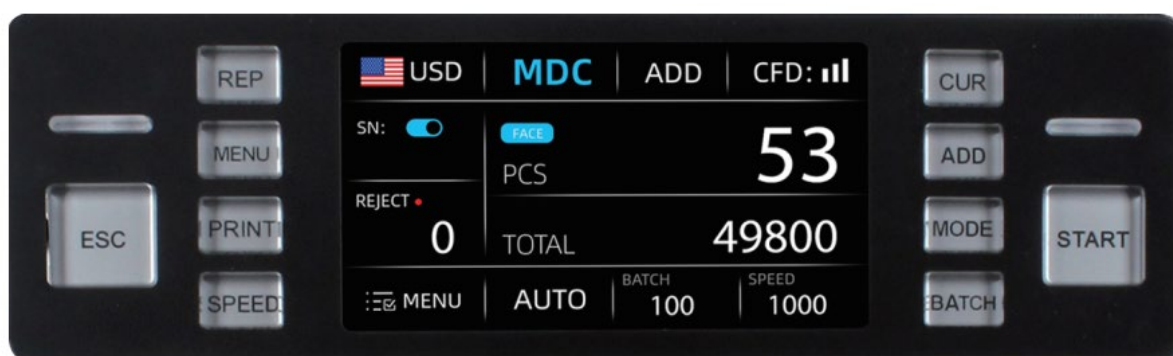 REP
MENU
PRINT
SPEED
ESC
USD MDC ADD CFD:
SN:
FACE
PCS 53
REJECT
0
TOTAL 49800
MENU AUTO
BATCH
100
SPEED
1000
CUR
ADD
MODE
BATCH
START